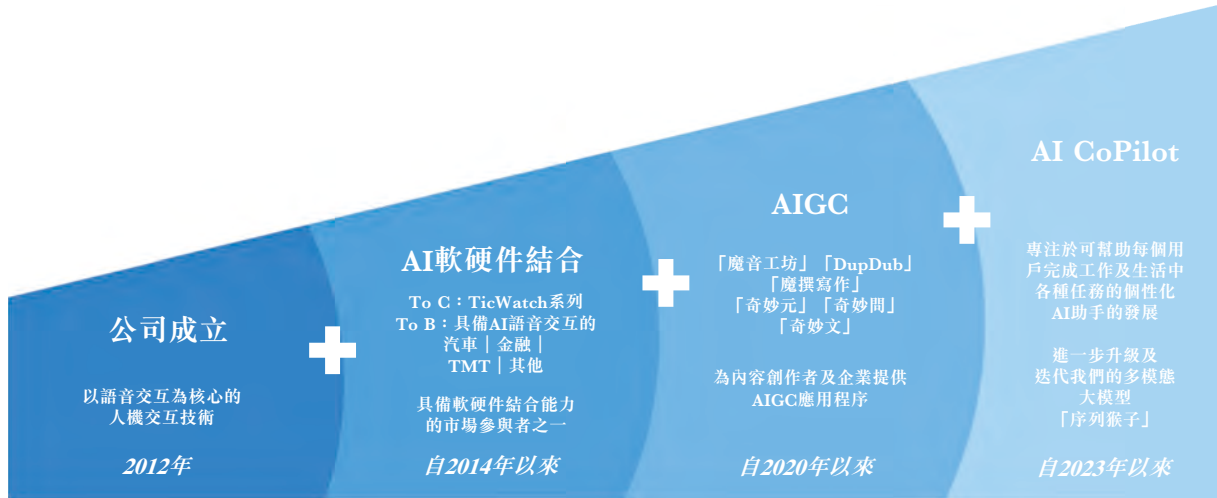 公司成立
以語音交互為核心的
人機交互技術
2012年
AI軟硬件結合
To C：TicWatch系列
To B：具備AI語音交互的
汽車｜金融｜
TMT｜其他
具備軟硬件結合能力
的市場參與者之一
自2014年以來
AIGC
「魔音工坊」「DupDub」
「魔撰寫作」
「奇妙元」「奇妙問」
「奇妙文」
為內容創作者及企業提供
AIGC應用程序
自2020年以來
AI CoPilot
專注於可幫助每個用
戶完成工作及生活中
各種任務的個性化
AI助手的發展
進一步升級及
迭代我們的多模態
大模型
「序列猴子」
自2023年以來